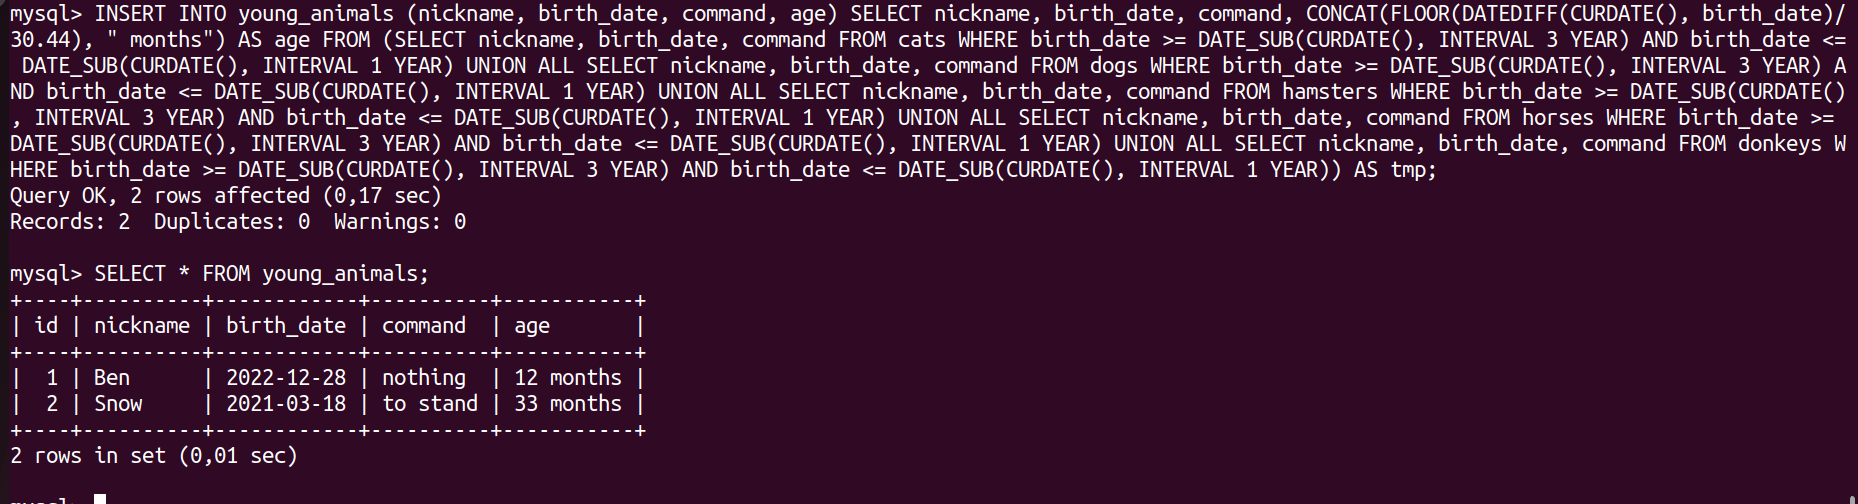 mysql> INSERT INTO young_animals (nickname, birth_date, command, age) SELECT nickname, birth_date, command, CONCAT(FLOOR(DATEDIFF(CURDATE(), birth_date)/
30.44), " months") AS age FROM (SELECT nickname, birth_date, command FROM cats WHERE birth_date >= DATE_SUB(CURDATE(), INTERVAL 3 YEAR) AND birth_date <=
 DATE_SUB(CURDATE(), INTERVAL 1 YEAR) UNION ALL SELECT nickname, birth_date, command FROM dogs WHERE birth_date >= DATE_SUB(CURDATE(), INTERVAL 3 YEAR) A
ND birth_date <= DATE_SUB(CURDATE(), INTERVAL 1 YEAR) UNION ALL SELECT nickname, birth_date, command FROM hamsters WHERE birth_date >= DATE_SUB(CURDATE()
, INTERVAL 3 YEAR) AND birth_date <= DATE_SUB(CURDATE(), INTERVAL 1 YEAR) UNION ALL SELECT nickname, birth_date, command FROM horses WHERE birth_date >= 
DATE_SUB(CURDATE(), INTERVAL 3 YEAR) AND birth_date <= DATE_SUB(CURDATE(), INTERVAL 1 YEAR) UNION ALL SELECT nickname, birth_date, command FROM donkeys W
HERE birth_date >= DATE_SUB(CURDATE(), INTERVAL 3 YEAR) AND birth_date <= DATE_SUB(CURDATE(), INTERVAL 1 YEAR)) AS tmp;
Query OK, 2 rows affected (0,17 sec)
Records: 2  Duplicates: 0  Warnings: 0

mysql> SELECT * FROM young_animals;
+----+----------+------------+----------+-----------+
| id | nickname | birth_date | command  | age       |
+----+----------+------------+----------+-----------+
|  1 | Ben      | 2022-12-28 | nothing  | 12 months |
|  2 | Snow     | 2021-03-18 | to stand | 33 months |
+----+----------+------------+----------+-----------+
2 rows in set (0,01 sec)

mysql>